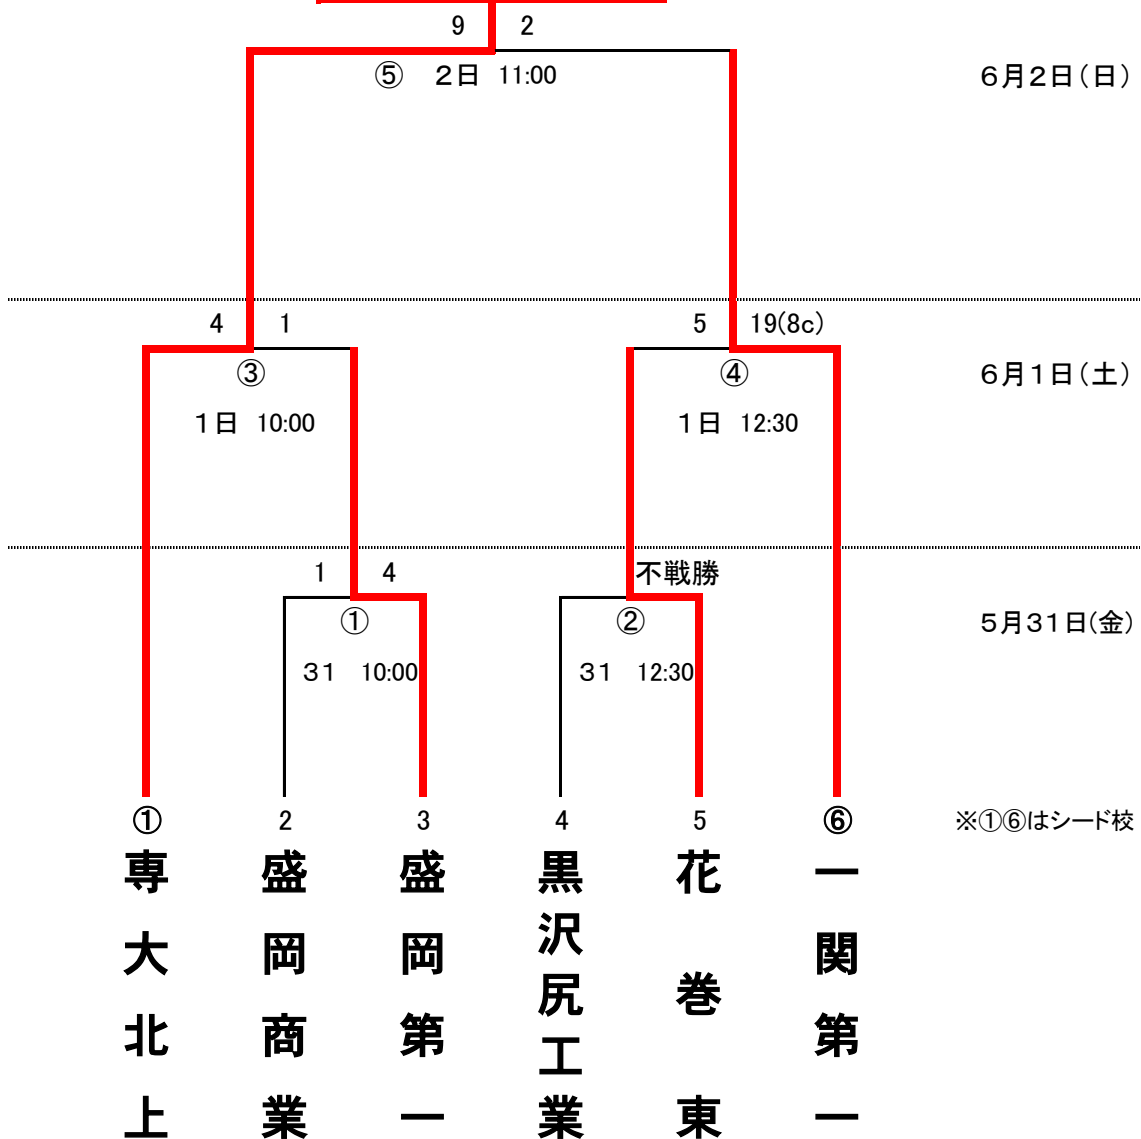 9 2
⑤ 2日 11:00
6月2日(日)
4 1
5 19(8c)
③
④
6月1日(土)
1日 10:00
1日 12:30
1 4
不戦勝
①
②
5月31日(金)
31 10:00
31 12:30
① 2 3 4 5 ⑥
※①⑥はシード校
専大北上
盛岡商業
盛岡第一
黒沢尻工業
花巻東
一関第一